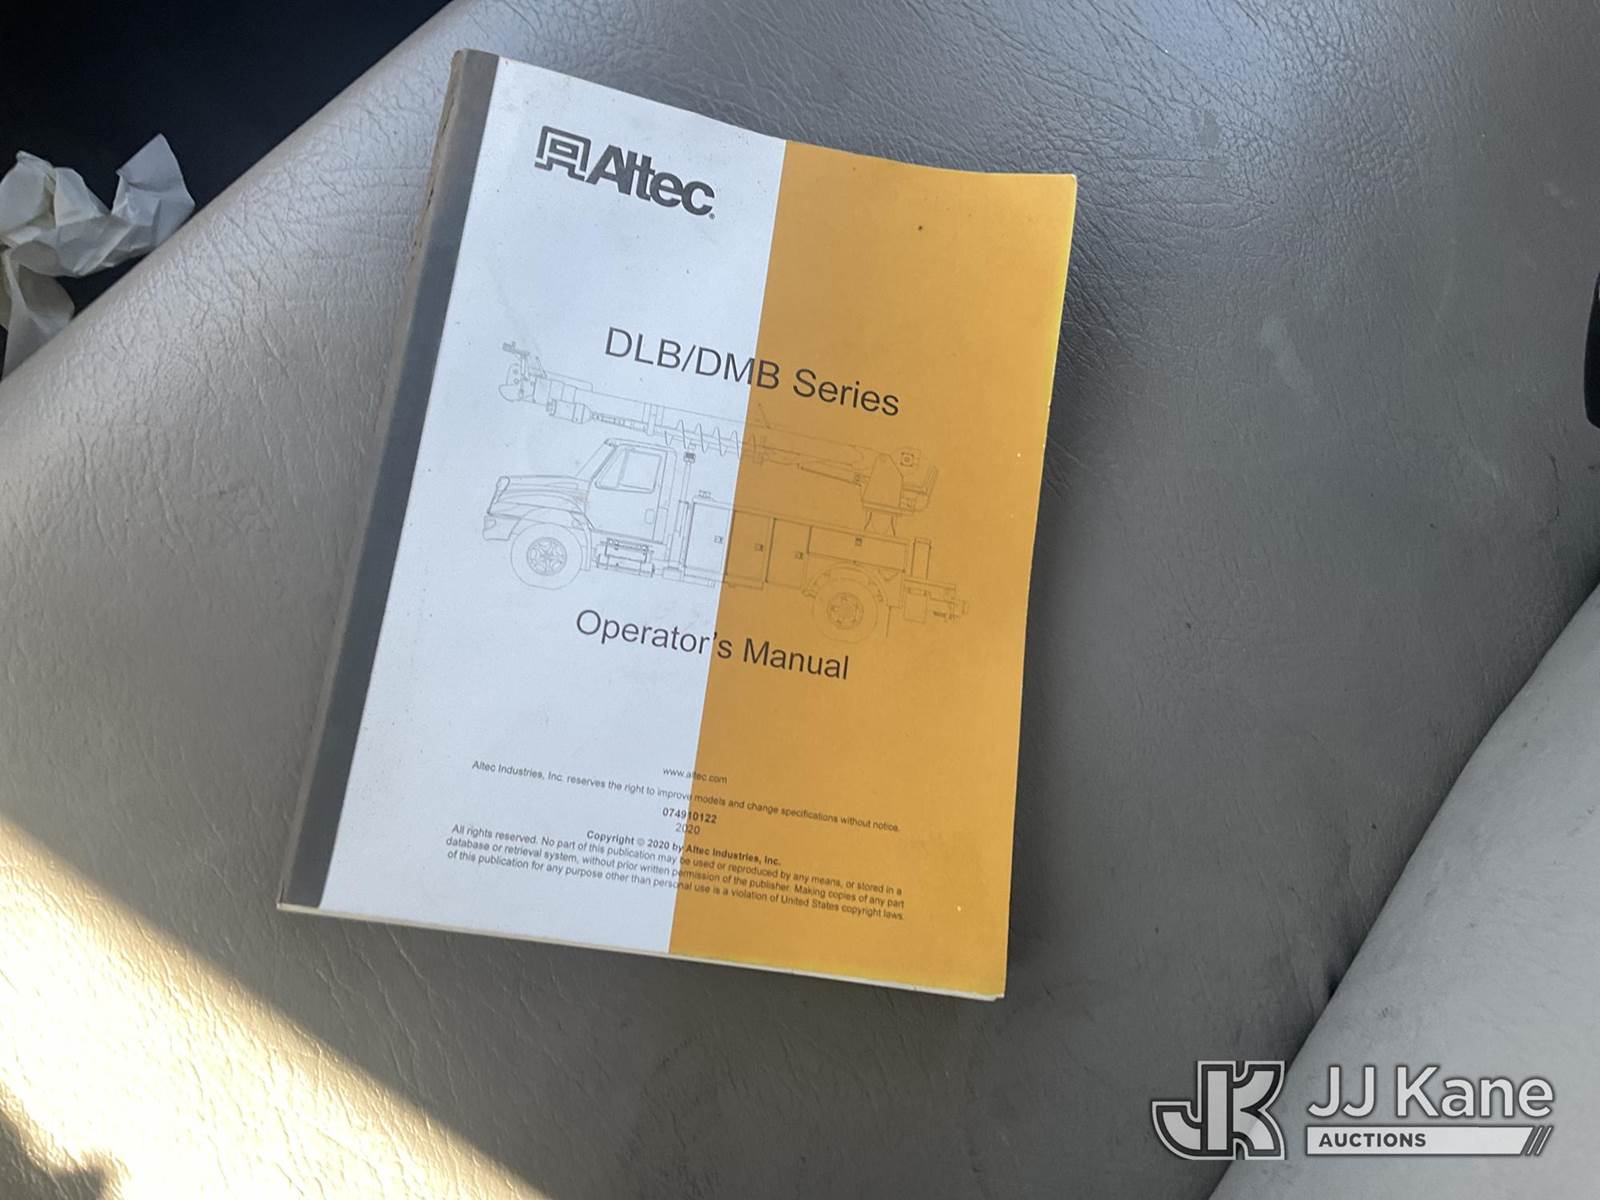 Altec.
DLB/DMB Series
Operator's Manual
www.altec.com
Altec Industries, Inc. reserves the right to improve models and change specifications without notice.
074910122
2020
Copyright © 2020 by Altec Industries, Inc.
All rights reserved. No part of this publication may be used or reproduced by any means, or stored in a
database or retrieval system, without prior written permission of the publisher. Making copies of any part
of this publication for any purpose other than personal use is a violation of United States copyright laws.
JK JJ Kane
AUCTIONS